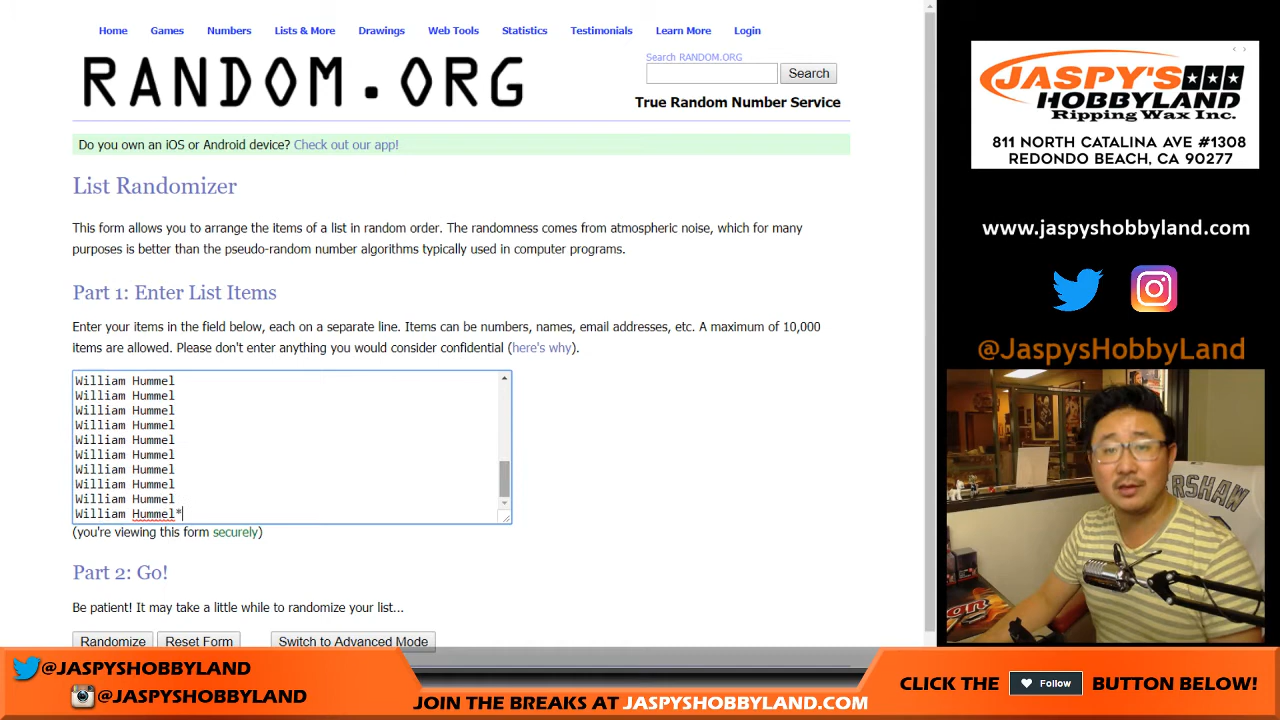 Home Games Numbers Lists & More Drawings Web Tools Statistics Testimonials Learn More Login
RANDOM.ORG
Search RANDOM.ORG
Search
True Random Number Service
Do you own an iOS or Android device? Check out our app!
List Randomizer
This form allows you to arrange the items of a list in random order. The randomness comes from atmospheric noise, which for many
purposes is better than the pseudo-random number algorithms typically used in computer programs.
Part 1: Enter List Items
Enter your items in the field below, each on a separate line. Items can be numbers, names, email addresses, etc. A maximum of 10,000
items are allowed. Please don't enter anything you would consider confidential (here's why).
William Hummel
William Hummel
William Hummel
William Hummel
William Hummel
William Hummel
William Hummel
William Hummel
William Hummel
William Hummel*
(you're viewing this form securely)
Part 2: Go!
Be patient! It may take a little while to randomize your list...
Randomize Reset Form Switch to Advanced Mode
JASPY'S
HOBBYLAND
Ripping Wax Inc.
811 NORTH CATALINA AVE #1308
REDONDO BEACH, CA 90277
www.jaspyshobbyland.com
@JaspysHobbyLand
ERSHAW
@JASPYSHOBBYLAND
@JASPYSHOBBYLAND
JOIN THE BREAKS AT JASPYSHOBBYLAND.COM
CLICK THE Follow BUTTON BELOW!